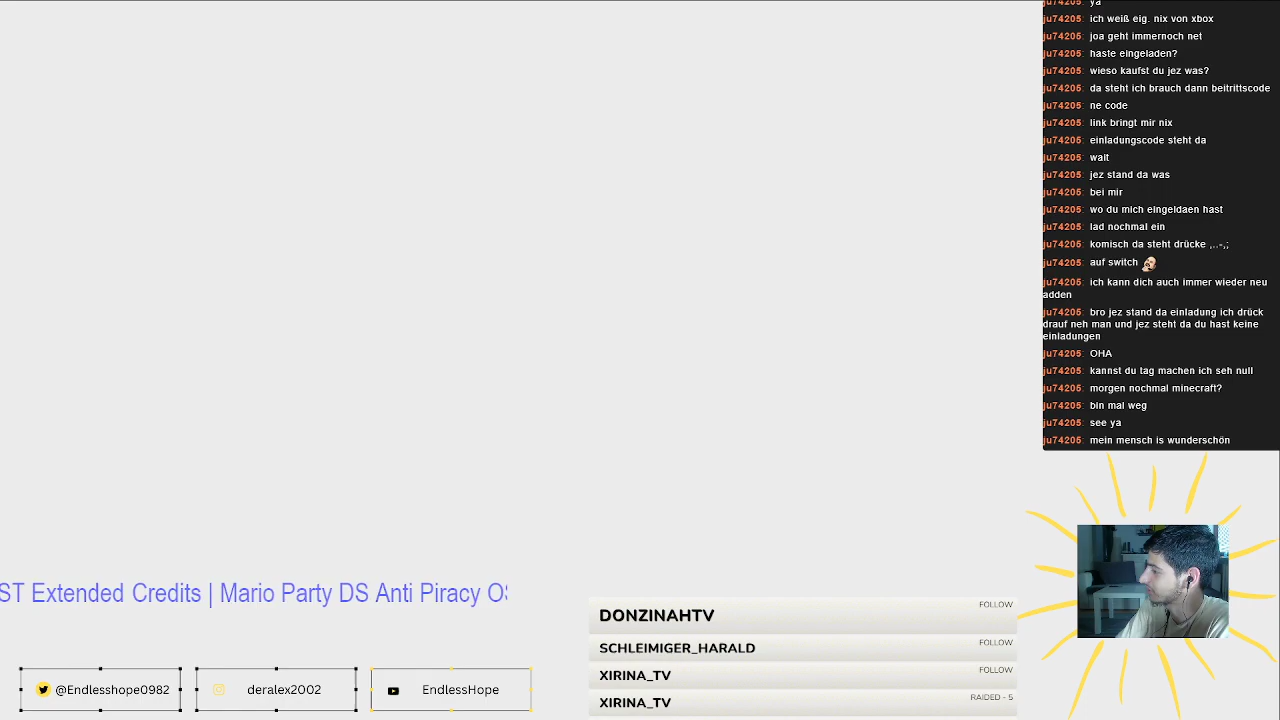 ju74205: ya
ju74205: ich weiß eig. nix von xbox
ju74205: joa geht immernoch net
ju74205: haste eingeladen?
ju74205: wieso kaufst du jez was?
ju74205: da steht ich brauch dann beitrittscode
ju74205: ne code
ju74205: link bringt mir nix
ju74205: einladungscode steht da
ju74205: wait
ju74205: jez stand da was
ju74205: bei mir
ju74205: wo du mich eingeldaen hast
ju74205: lad nochmal ein
ju74205: komisch da steht drücke ,..-,;
ju74205: auf switch
ju74205: ich kann dich auch immer wieder neu
adden
ju74205: bro jez stand da einladung ich drück
drauf neh man und jez steht da du hast keine
einladungen
ju74205: OHA
ju74205: kannst du tag machen ich seh null
ju74205: morgen nochmal minecraft?
ju74205: bin mal weg
ju74205: see ya
ju74205: mein mensch is wunderschön
ST Extended Credits | Mario Party DS Anti Piracy OS
DONZINAHTV FOLLOW
SCHLEIMIGER_HARALD FOLLOW
XIRINA_TV FOLLOW
XIRINA_TV RAIDED - 5
@Endlesshope0982
deralex2002
EndlessHope